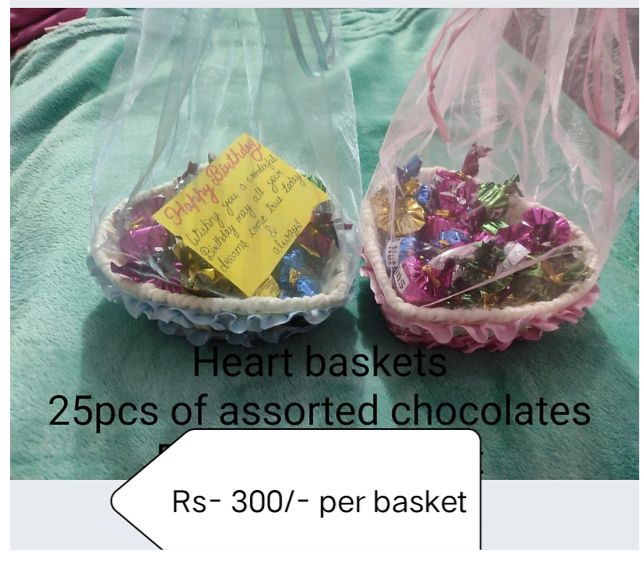 Happy Birthday
Wishing you a wonderful
Birthday may all your
dreams come true today
&
always
Heart baskets
25pcs of assorted chocolates
Rs- 300/- per basket